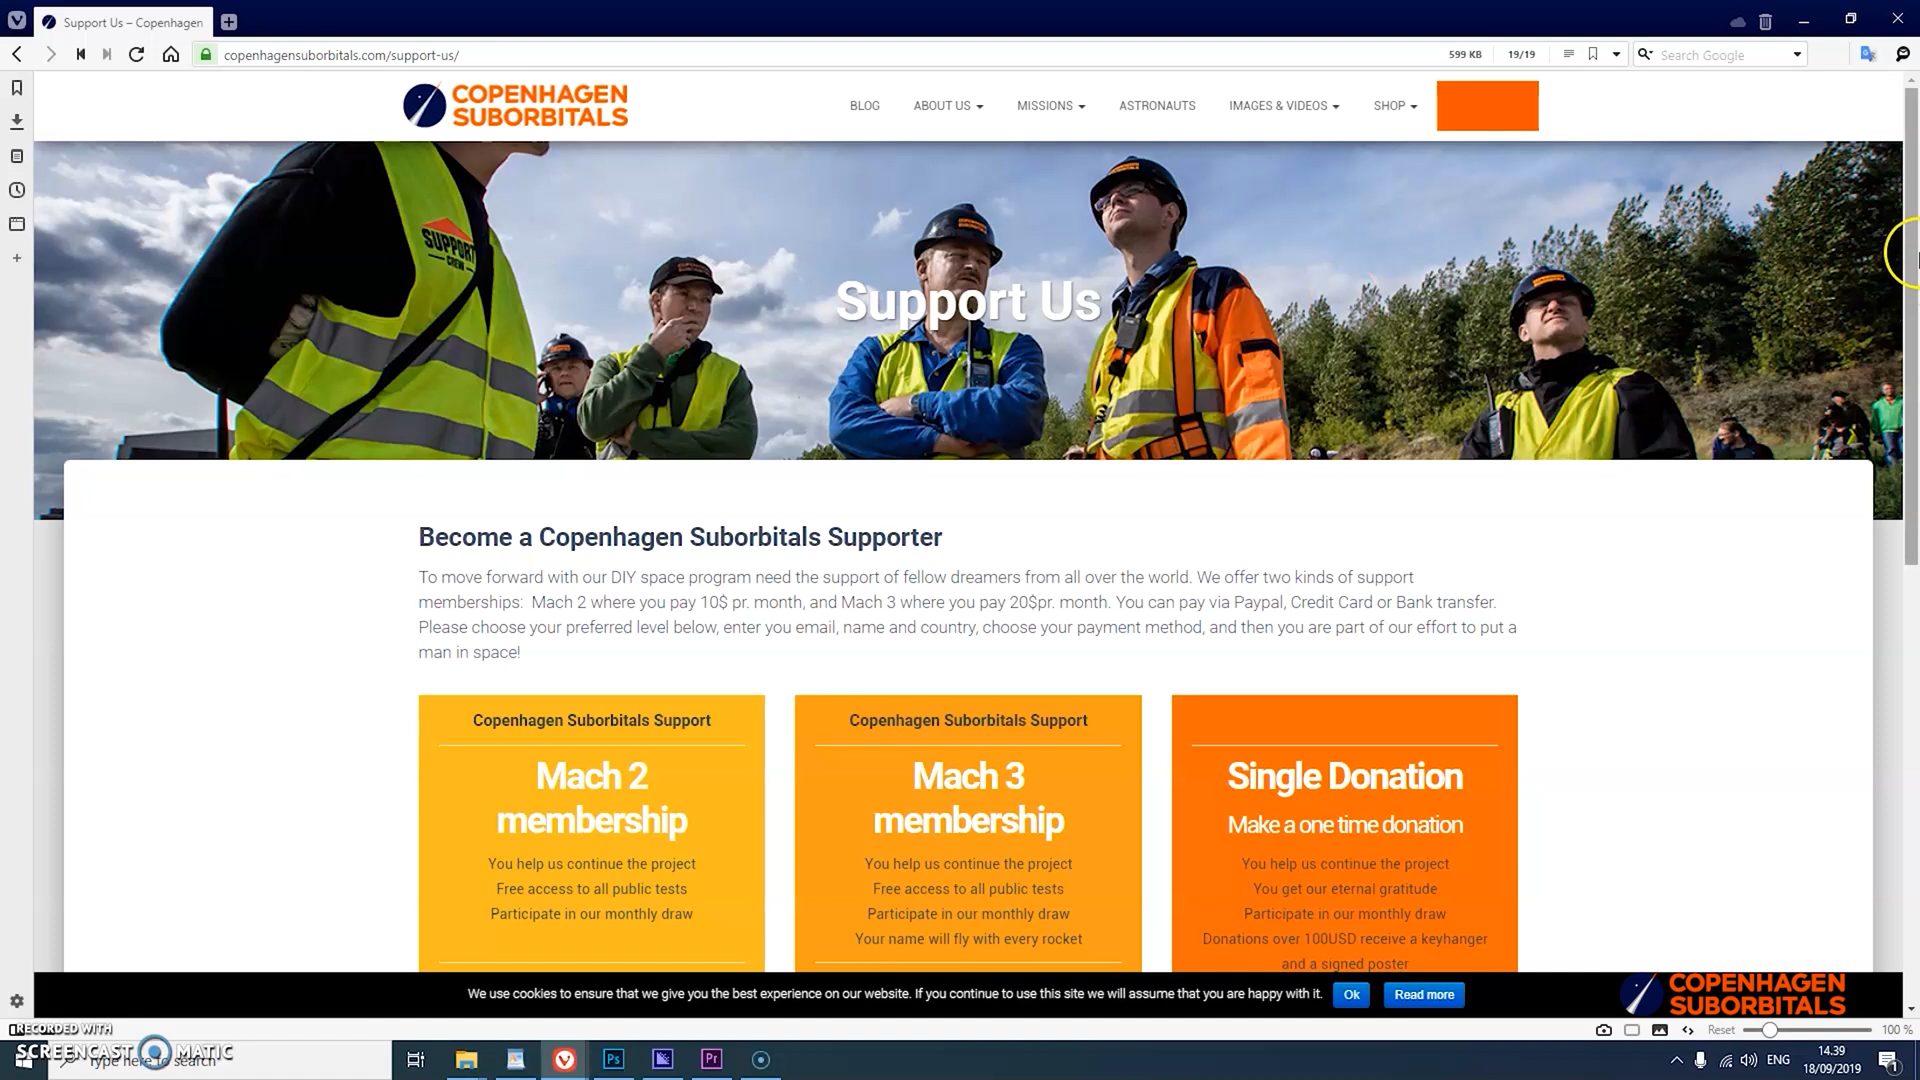 Support Us – Copenhagen
copenhagensuborbitals.com/support-us/
599 KB
19/19
Search Google
COPENHAGEN
SUBORBITALS
BLOG
ABOUT US
MISSIONS
ASTRONAUTS
IMAGES & VIDEOS
SHOP
SUPPORT
CREW
Support Us
Become a Copenhagen Suborbitals Supporter
To move forward with our DIY space program need the support of fellow dreamers from all over the world. We offer two kinds of support
memberships:  Mach 2 where you pay 10$ pr. month, and Mach 3 where you pay 20$pr. month. You can pay via Paypal, Credit Card or Bank transfer.
Please choose your preferred level below, enter you email, name and country, choose your payment method, and then you are part of our effort to put a
man in space!
Copenhagen Suborbitals Support
Mach 2
membership
You help us continue the project
Free access to all public tests
Participate in our monthly draw
Copenhagen Suborbitals Support
Mach 3
membership
You help us continue the project
Free access to all public tests
Participate in our monthly draw
Your name will fly with every rocket
Single Donation
Make a one time donation
You help us continue the project
You get our eternal gratitude
Participate in our monthly draw
Donations over 100USD receive a keyhanger
and a signed poster
We use cookies to ensure that we give you the best experience on our website. If you continue to use this site we will assume that you are happy with it.
Ok
Read more
COPENHAGEN
SUBORBITALS
Reset
100 %
RECORDED WITH
SCREENCAST MATIC
Type here to search
Ps
Pr
ENG
14.39
18/09/2019
1